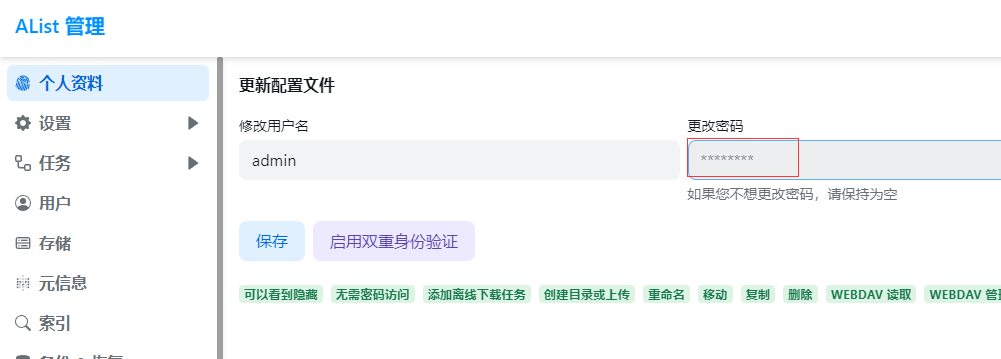 AList 管理
个人资料
设置
任务
用户
存储
元信息
索引
更新配置文件
修改用户名
admin
更改密码
********
如果您不想更改密码，请保持为空
保存
启用双重身份验证
可以看到隐藏
无需密码访问
添加离线下载任务
创建目录或上传
重命名
移动
复制
删除
WEBDAV 读取
WEBDAV 管理